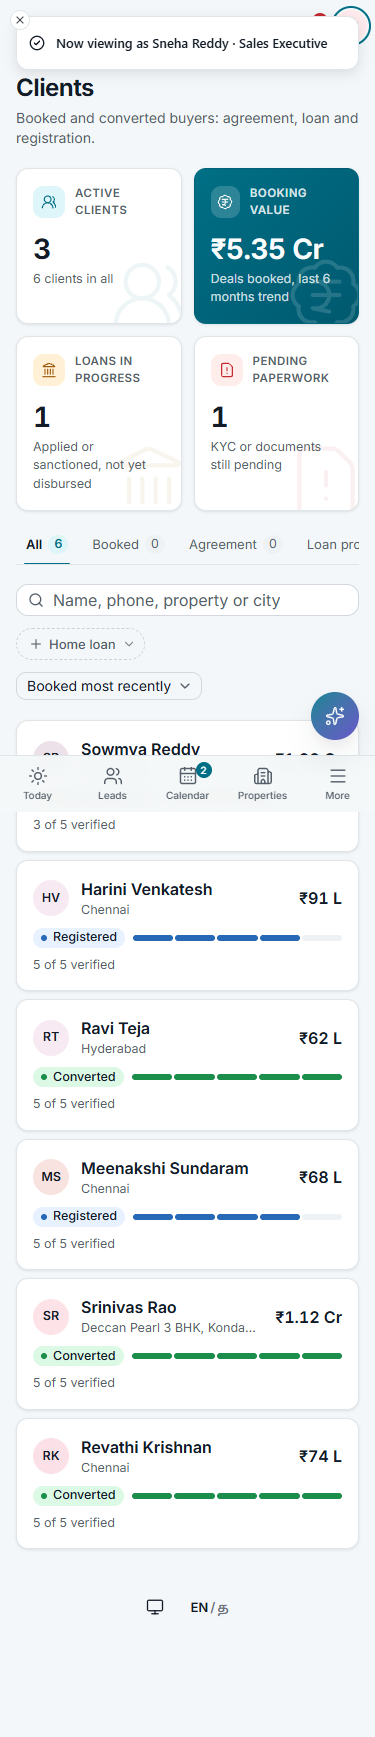 Now viewing as Sneha Reddy · Sales Executive
Clients
Booked and converted buyers: agreement, loan and
registration.
ACTIVE
CLIENTS
3
6 clients in all
BOOKING
VALUE
₹5.35 Cr
Deals booked, last 6
months trend
LOANS IN
PROGRESS
1
Applied or
sanctioned, not yet
disbursed
PENDING
PAPERWORK
1
KYC or documents
still pending
All 6 Booked 0 Agreement 0 Loan pro
Name, phone, property or city
Home loan
Booked most recently
Sowmya Reddy
Today Leads Calendar 2 Properties More
3 of 5 verified
HV Harini Venkatesh ₹91 L
Chennai
Registered
5 of 5 verified
RT Ravi Teja ₹62 L
Hyderabad
Converted
5 of 5 verified
MS Meenakshi Sundaram ₹68 L
Chennai
Registered
5 of 5 verified
SR Srinivas Rao ₹1.12 Cr
Deccan Pearl 3 BHK, Konda...
Converted
5 of 5 verified
RK Revathi Krishnan ₹74 L
Chennai
Converted
5 of 5 verified
EN / த